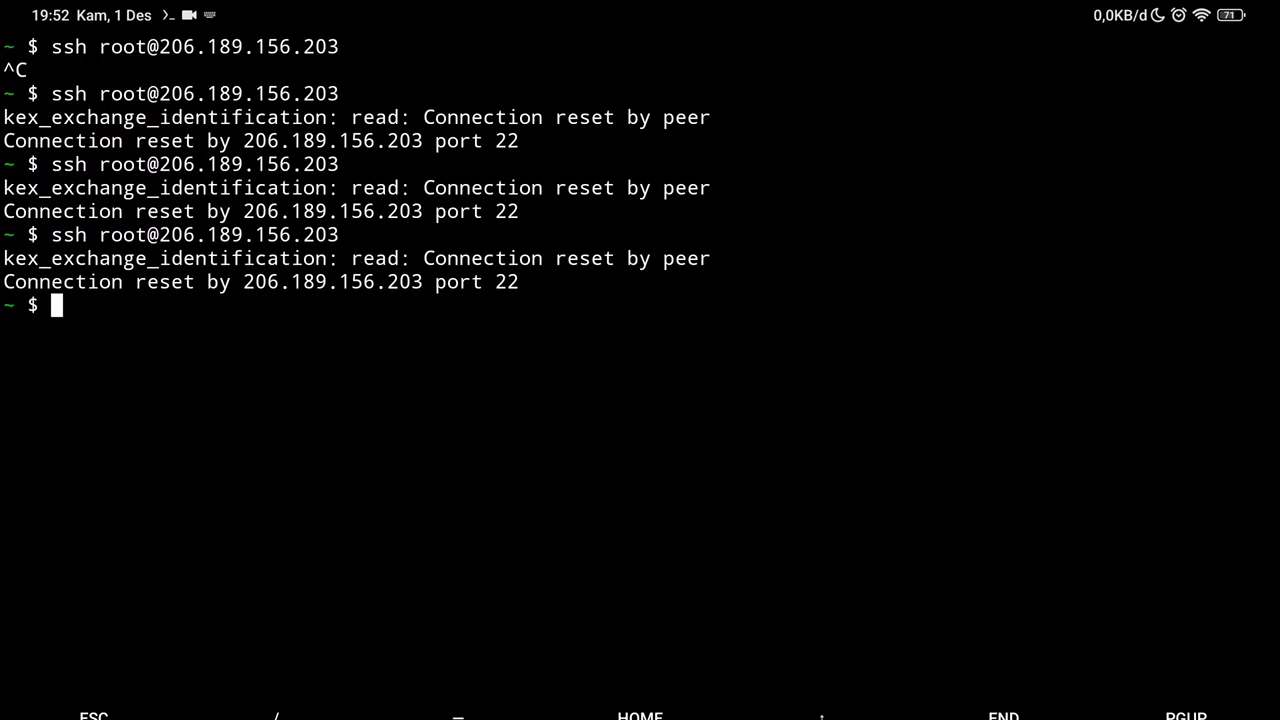 19:52 Kam, 1 Des >_ 0,0KB/d 71
~ $ ssh root@206.189.156.203
^C
~ $ ssh root@206.189.156.203
kex_exchange_identification: read: Connection reset by peer
Connection reset by 206.189.156.203 port 22
~ $ ssh root@206.189.156.203
kex_exchange_identification: read: Connection reset by peer
Connection reset by 206.189.156.203 port 22
~ $ ssh root@206.189.156.203
kex_exchange_identification: read: Connection reset by peer
Connection reset by 206.189.156.203 port 22
~ $
ESC / — HOME ↑ END PGUP